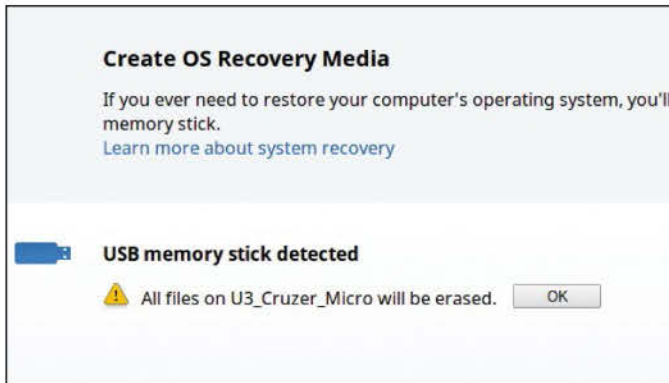 Create OS Recovery Media
If you ever need to restore your computer's operating system, you'll
memory stick.
Learn more about system recovery
USB memory stick detected
All files on U3_Cruzer_Micro will be erased. OK